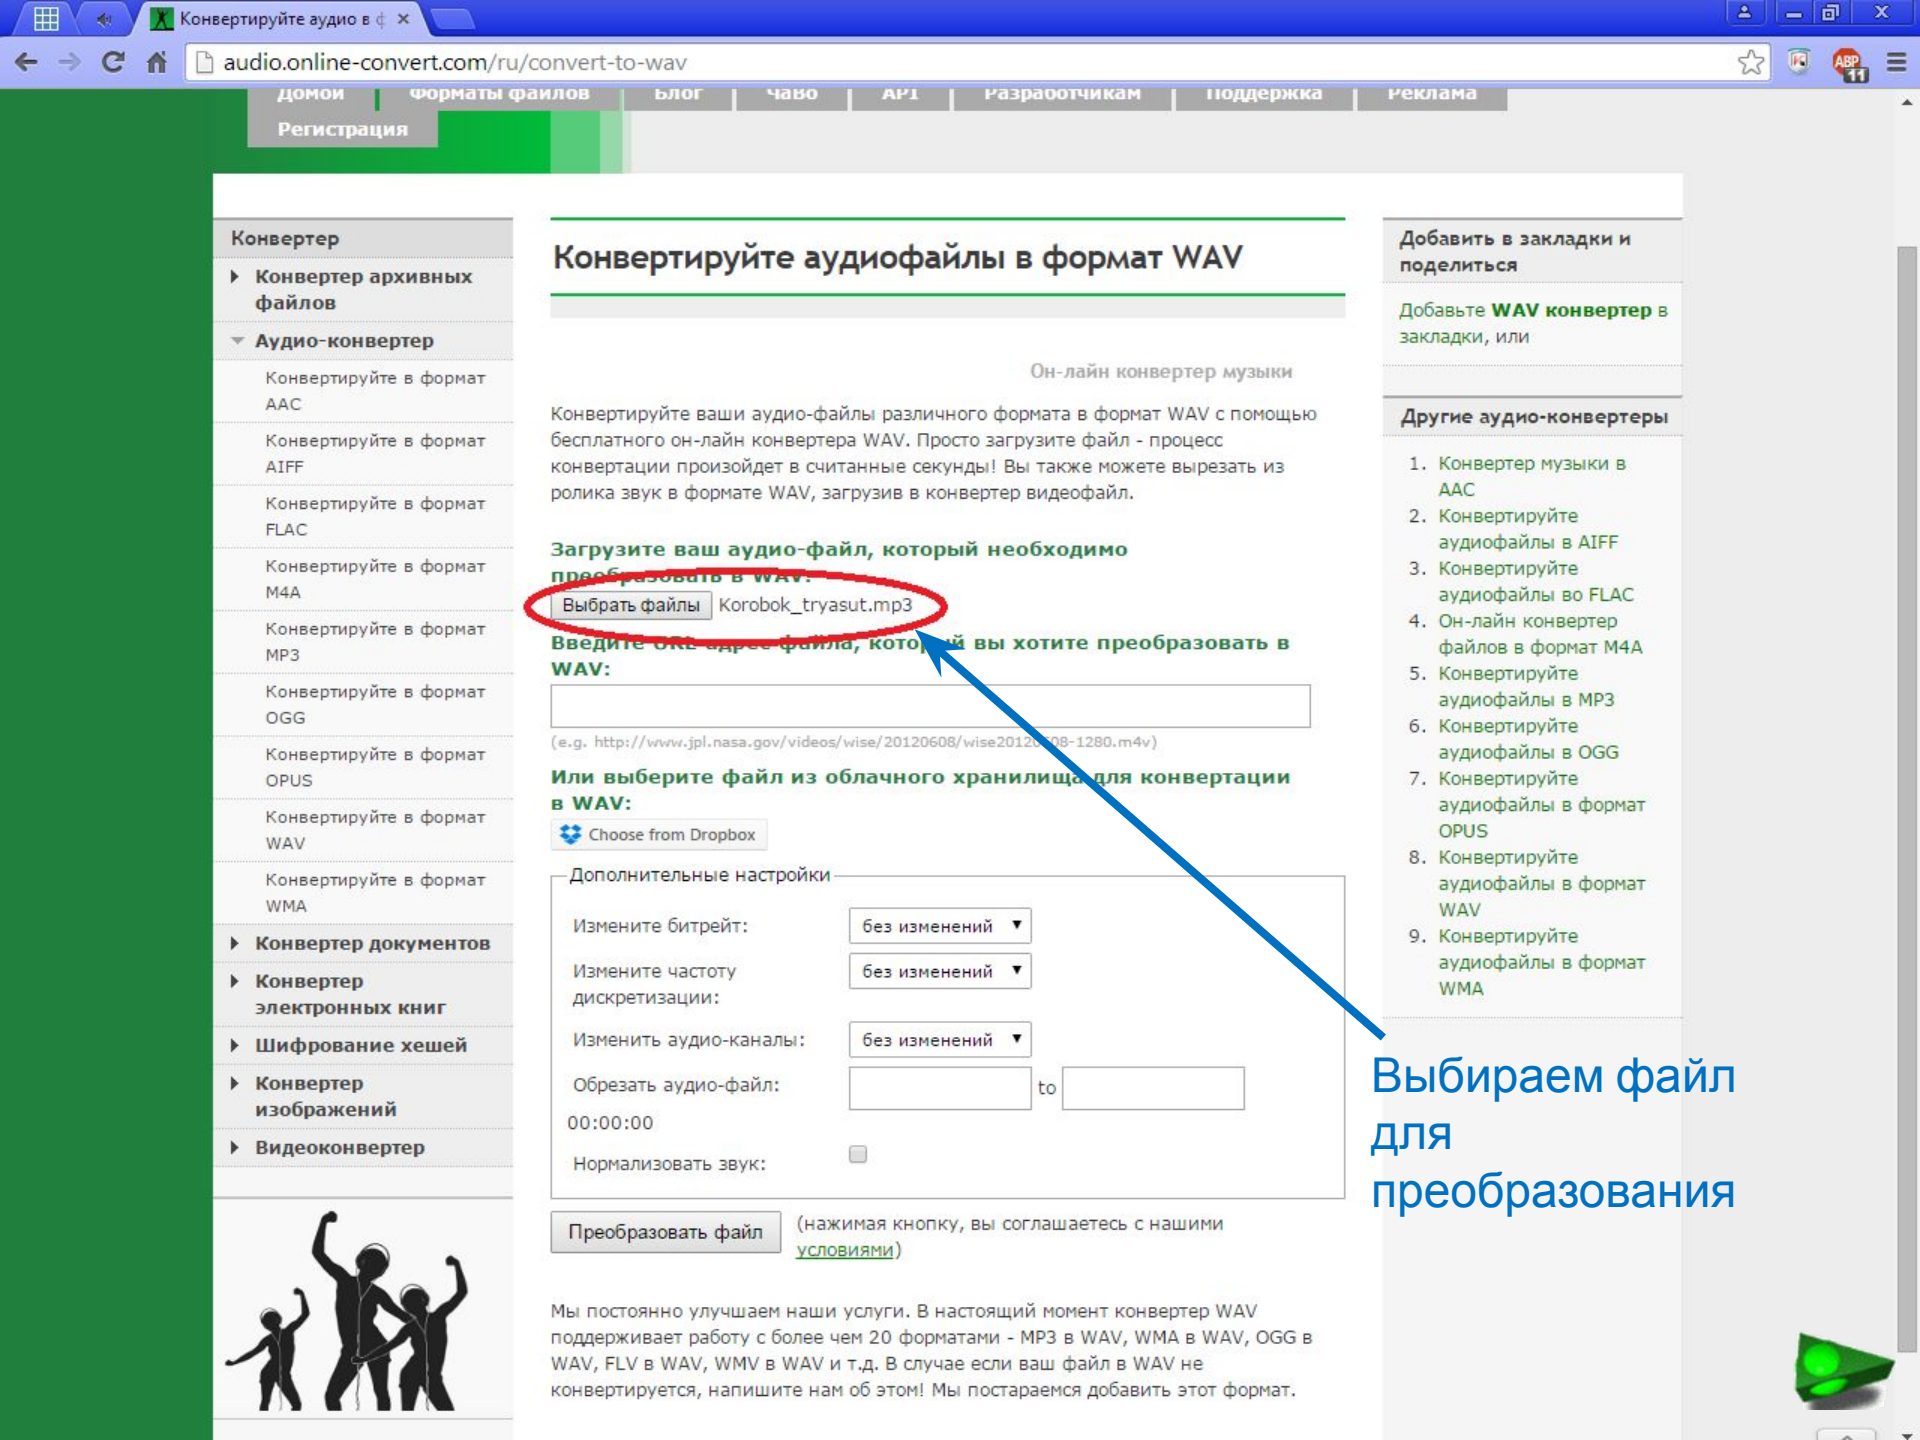 Конвертируйте аудио в ф
audio.online-convert.com/ru/convert-to-wav
ABP
11
Домой
Форматы файлов
Блог
ЧаВо
API
Разработчикам
Поддержка
Реклама
Регистрация
Конвертер
Конвертер архивных
файлов
Аудио-конвертер
Конвертируйте в формат
AAC
Конвертируйте в формат
AIFF
Конвертируйте в формат
FLAC
Конвертируйте в формат
M4A
Конвертируйте в формат
MP3
Конвертируйте в формат
OGG
Конвертируйте в формат
OPUS
Конвертируйте в формат
WAV
Конвертируйте в формат
WMA
Конвертер документов
Конвертер
электронных книг
Шифрование хешей
Конвертер
изображений
Видеоконвертер
Конвертируйте аудиофайлы в формат WAV
Он-лайн конвертер музыки
Конвертируйте ваши аудио-файлы различного формата в формат WAV с помощью
бесплатного он-лайн конвертера WAV. Просто загрузите файл - процесс
конвертации произойдет в считанные секунды! Вы также можете вырезать из
ролика звук в формате WAV, загрузив в конвертер видеофайл.
Загрузите ваш аудио-файл, который необходимо
преобразовать в WAV:
Выбрать файлы Korobok_tryasut.mp3
Введите URL адрес файла, который вы хотите преобразовать в
WAV:
(e.g. http://www.jpl.nasa.gov/videos/wise/20120608/wise20120608-1280.m4v)
Или выберите файл из облачного хранилища для конвертации
в WAV:
Choose from Dropbox
Дополнительные настройки
Измените битрейт: без изменений
Измените частоту без изменений
дискретизации:
Изменить аудио-каналы: без изменений
Обрезать аудио-файл: to
00:00:00
Нормализовать звук:
Преобразовать файл
(нажимая кнопку, вы соглашаетесь с нашими
условиями)
Мы постоянно улучшаем наши услуги. В настоящий момент конвертер WAV
поддерживает работу с более чем 20 форматами - MP3 в WAV, WMA в WAV, OGG в
WAV, FLV в WAV, WMV в WAV и т.д. В случае если ваш файл в WAV не
конвертируется, напишите нам об этом! Мы постараемся добавить этот формат.
Добавить в закладки и
поделиться
Добавьте WAV конвертер в
закладки, или
Другие аудио-конвертеры
1. Конвертер музыки в
AAC
2. Конвертируйте
аудиофайлы в AIFF
3. Конвертируйте
аудиофайлы во FLAC
4. Он-лайн конвертер
файлов в формат M4A
5. Конвертируйте
аудиофайлы в MP3
6. Конвертируйте
аудиофайлы в OGG
7. Конвертируйте
аудиофайлы в формат
OPUS
8. Конвертируйте
аудиофайлы в формат
WAV
9. Конвертируйте
аудиофайлы в формат
WMA
Выбираем файл
для
преобразования